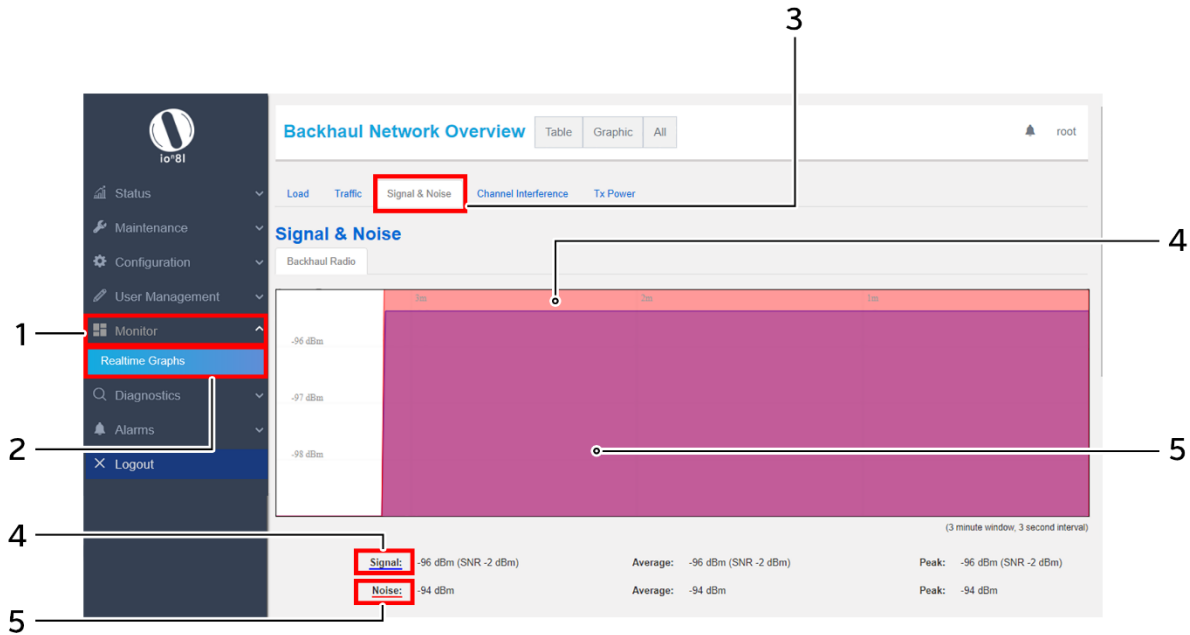 3
io°8I
Backhaul Network Overview Table Graphic All root
Status
Load Traffic Signal & Noise Channel Interference Tx Power
Maintenance
Signal & Noise
4
Configuration
Backhaul Radio
User Management
3m 2m 1m
1
Monitor
-96 dBm
Realtime Graphs
Diagnostics
-97 dBm
Alarms
2
-98 dBm
5
Logout
(3 minute window, 3 second interval)
4
Signal: -96 dBm (SNR -2 dBm) Average: -96 dBm (SNR -2 dBm) Peak: -96 dBm (SNR -2 dBm)
Noise: -94 dBm Average: -94 dBm Peak: -94 dBm
5